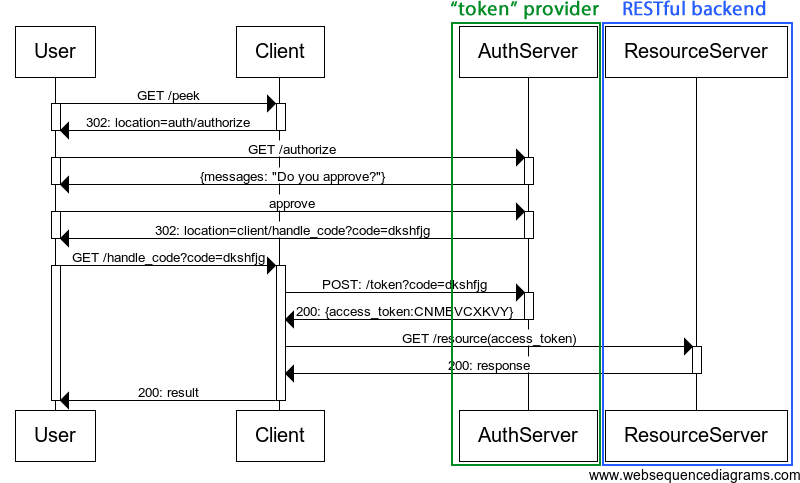 “token” provider RESTful backend
User Client AuthServer ResourceServer
GET /peek
302: location=auth/authorize
GET /authorize
{messages: "Do you approve?"}
approve
302: location=client/handle_code?code=dkshfjg
GET /handle_code?code=dkshfjg
POST: /token?code=dkshfjg
200: {access_token:CNMBVCXKVY}
GET /resource(access_token)
200: response
200: result
User Client AuthServer ResourceServer
www.websequencediagrams.com